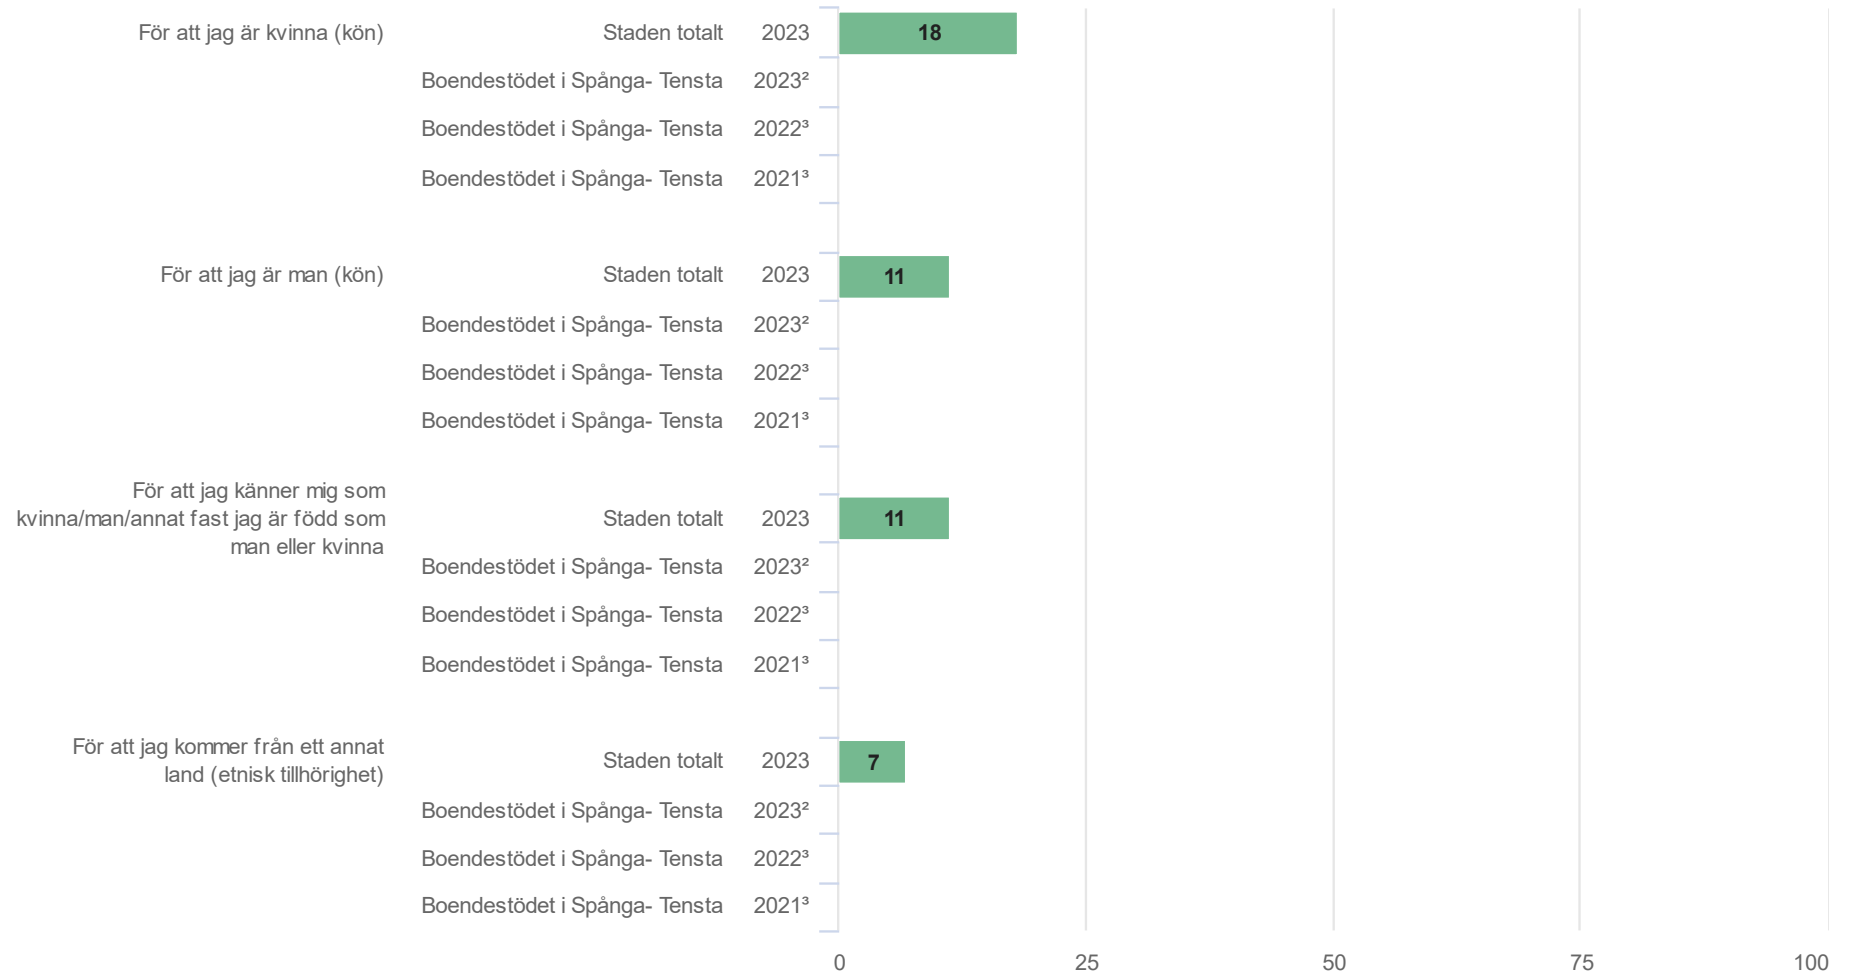 För att jag är kvinna (kön) Staden totalt 2023 18
Boendestödet i Spånga- Tensta 2023²
Boendestödet i Spånga- Tensta 2022³
Boendestödet i Spånga- Tensta 2021³
För att jag är man (kön) Staden totalt 2023 11
Boendestödet i Spånga- Tensta 2023²
Boendestödet i Spånga- Tensta 2022³
Boendestödet i Spånga- Tensta 2021³
För att jag känner mig som
kvinna/man/annat fast jag är född som Staden totalt 2023 11
man eller kvinna
Boendestödet i Spånga- Tensta 2023²
Boendestödet i Spånga- Tensta 2022³
Boendestödet i Spånga- Tensta 2021³
För att jag kommer från ett annat
land (etnisk tillhörighet) Staden totalt 2023 7
Boendestödet i Spånga- Tensta 2023²
Boendestödet i Spånga- Tensta 2022³
Boendestödet i Spånga- Tensta 2021³
0 25 50 75 100